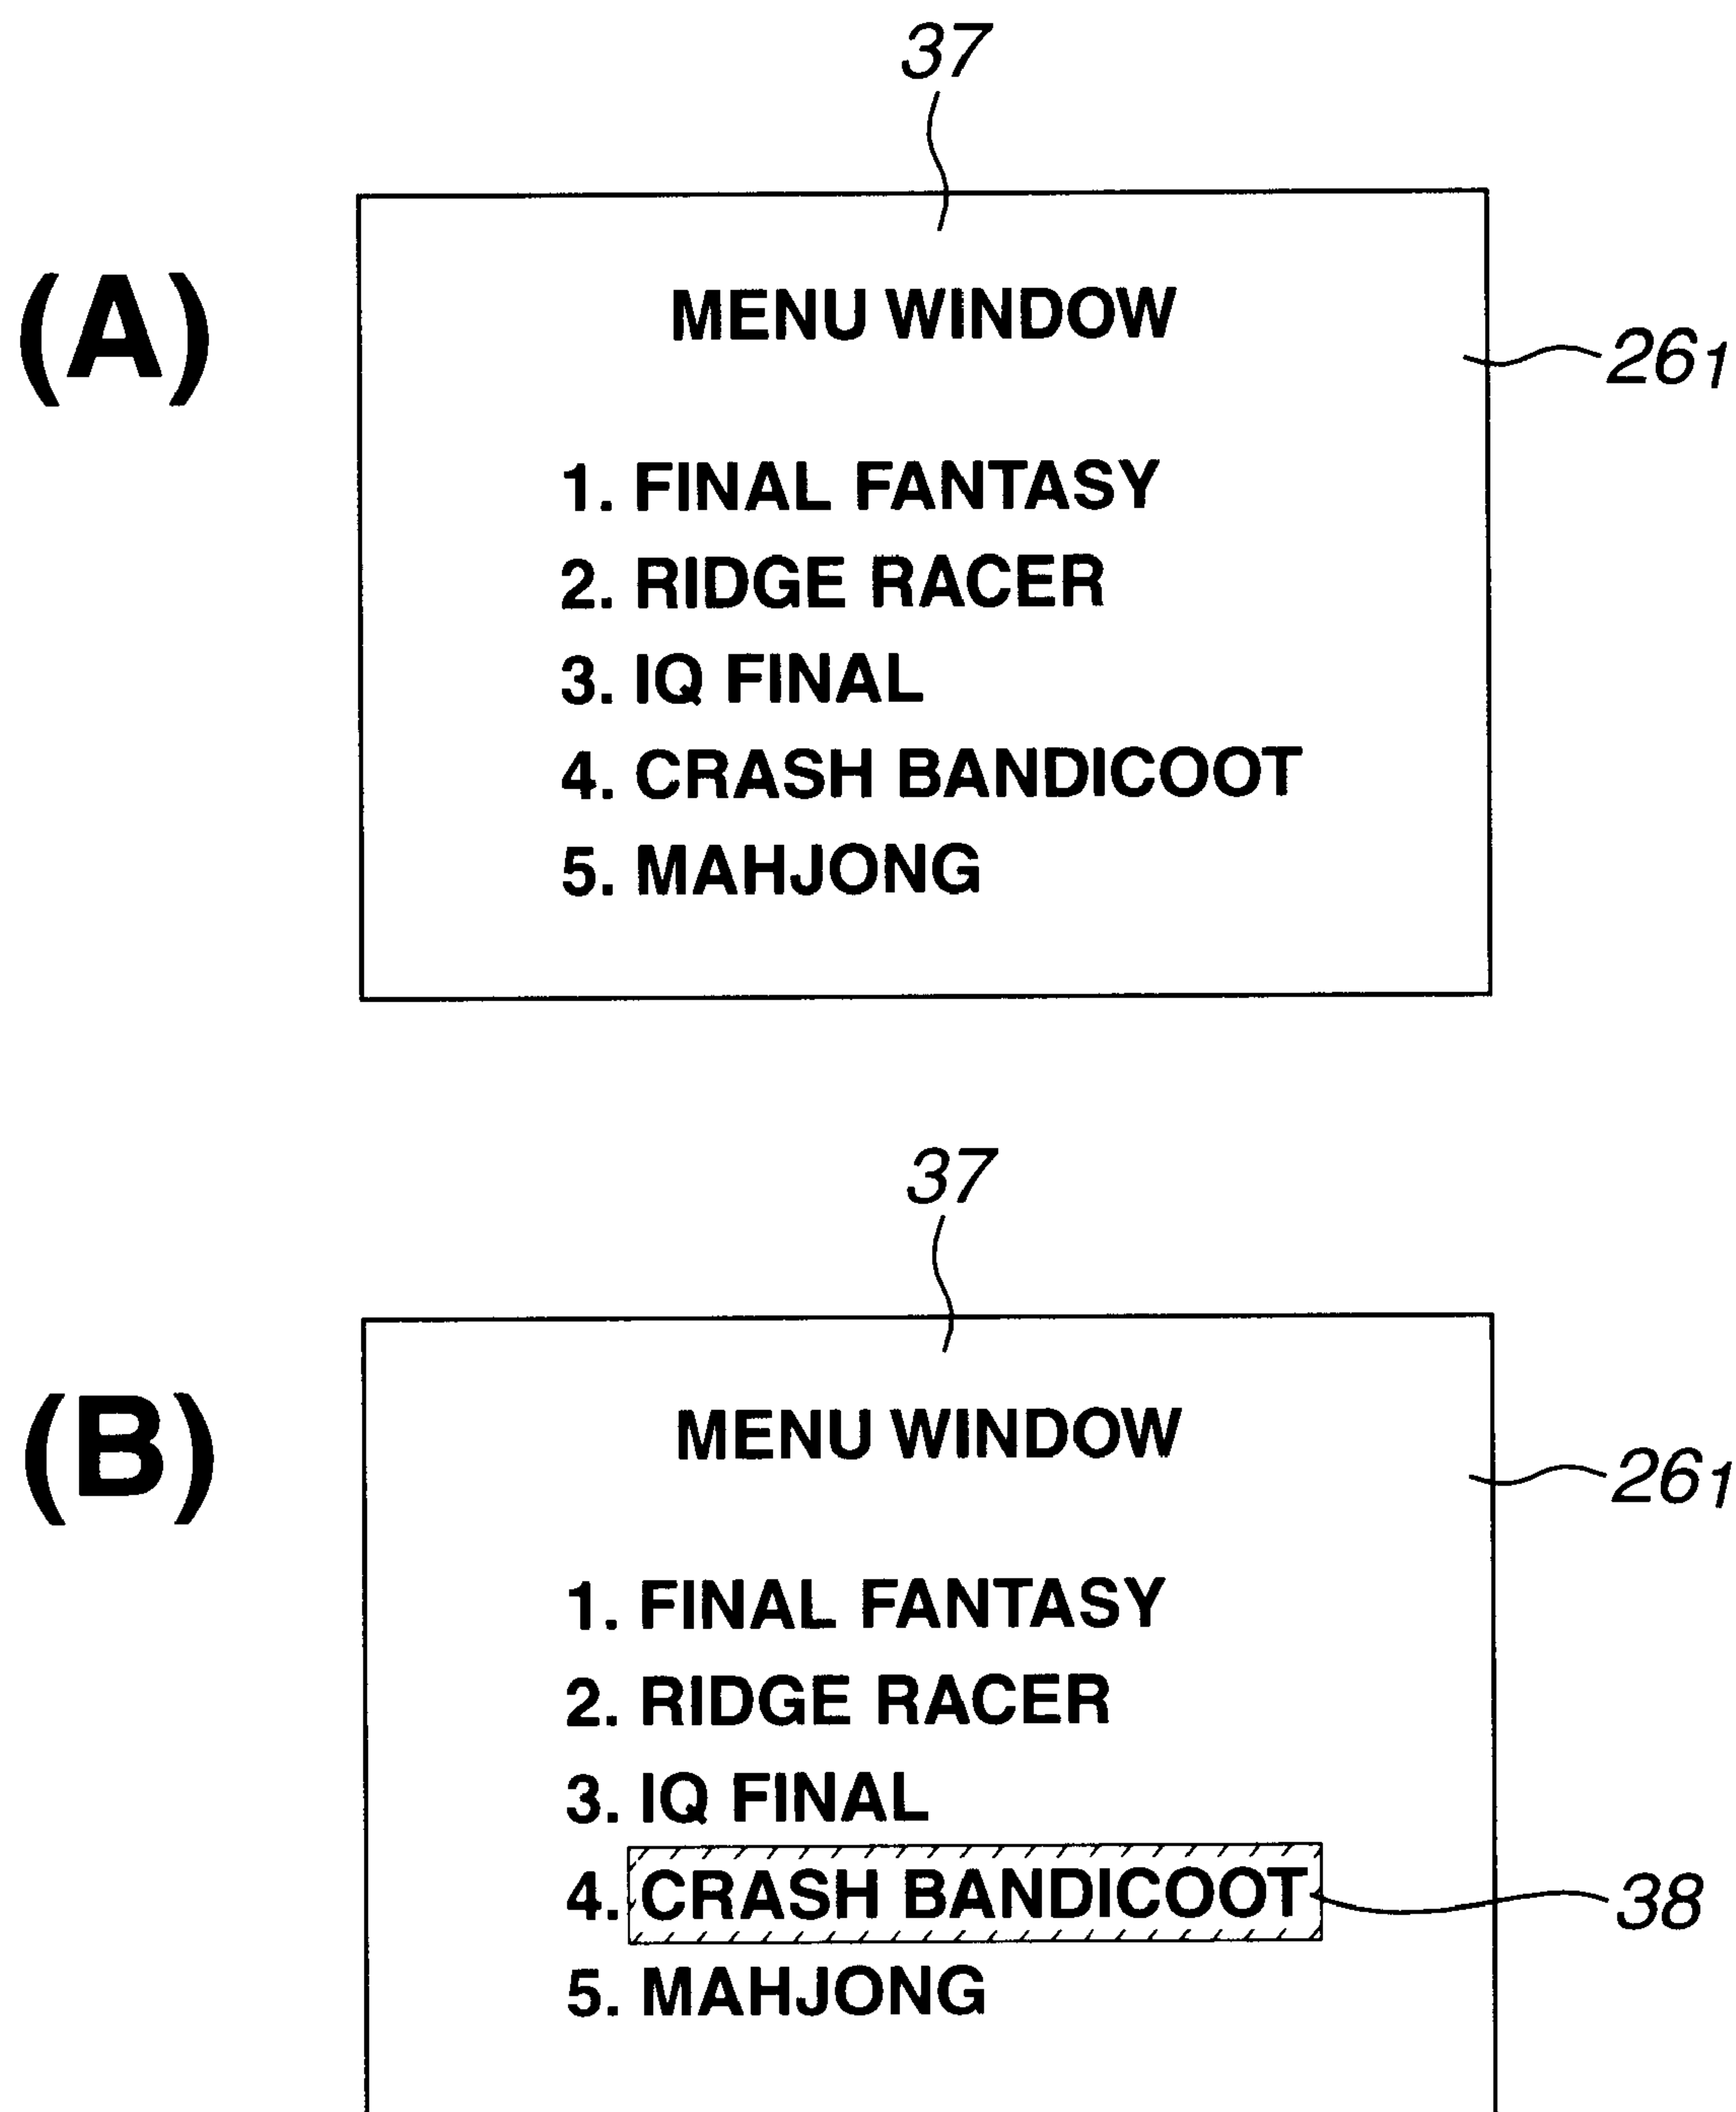 37
(A)
MENU WINDOW
26₁
1. FINAL FANTASY
2. RIDGE RACER
3. IQ FINAL
4. CRASH BANDICOOT
5. MAHJONG
37
(B)
MENU WINDOW
26₁
1. FINAL FANTASY
2. RIDGE RACER
3. IQ FINAL
4. CRASH BANDICOOT
38
5. MAHJONG